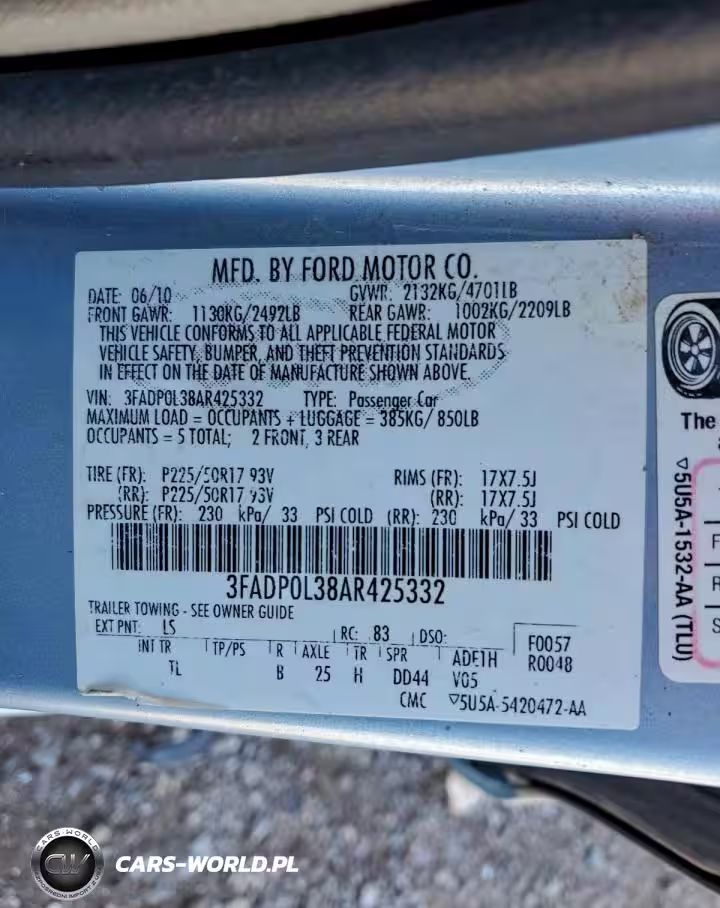 MFD. BY FORD MOTOR CO.
DATE: 06/10 GVWR: 2132KG/4701LB
FRONT GAWR: 1130KG/2492LB REAR GAWR: 1002KG/2209LB
THIS VEHICLE CONFORMS TO ALL APPLICABLE FEDERAL MOTOR
VEHICLE SAFETY, BUMPER, AND THEFT PREVENTION STANDARDS
IN EFFECT ON THE DATE OF MANUFACTURE SHOWN ABOVE.
VIN: 3FADP0L38AR425332 TYPE: Passenger Car
MAXIMUM LOAD = OCCUPANTS + LUGGAGE = 385KG/ 850LB
OCCUPANTS = 5 TOTAL; 2 FRONT, 3 REAR
TIRE (FR): P225/50R17 93V RIMS (FR): 17X7.5J
(RR): P225/50R17 93V (RR): 17X7.5J
PRESSURE (FR): 230 kPa/ 33 PSI COLD (RR): 230 kPa/ 33 PSI COLD
3FADP0L38AR425332
TRAILER TOWING - SEE OWNER GUIDE
EXT PNT: LS RC: 83 DSO: F0057
INT TR TP/PS R AXLE TR SPR ADE1H R0048
TL B 25 H DD44 V05
CMC ▽5U5A-5420472-AA
The
▽5U5A-1532-AA (TLU)
F
R
S
CARS-WORLD
CW
CARS-WORLD.PL